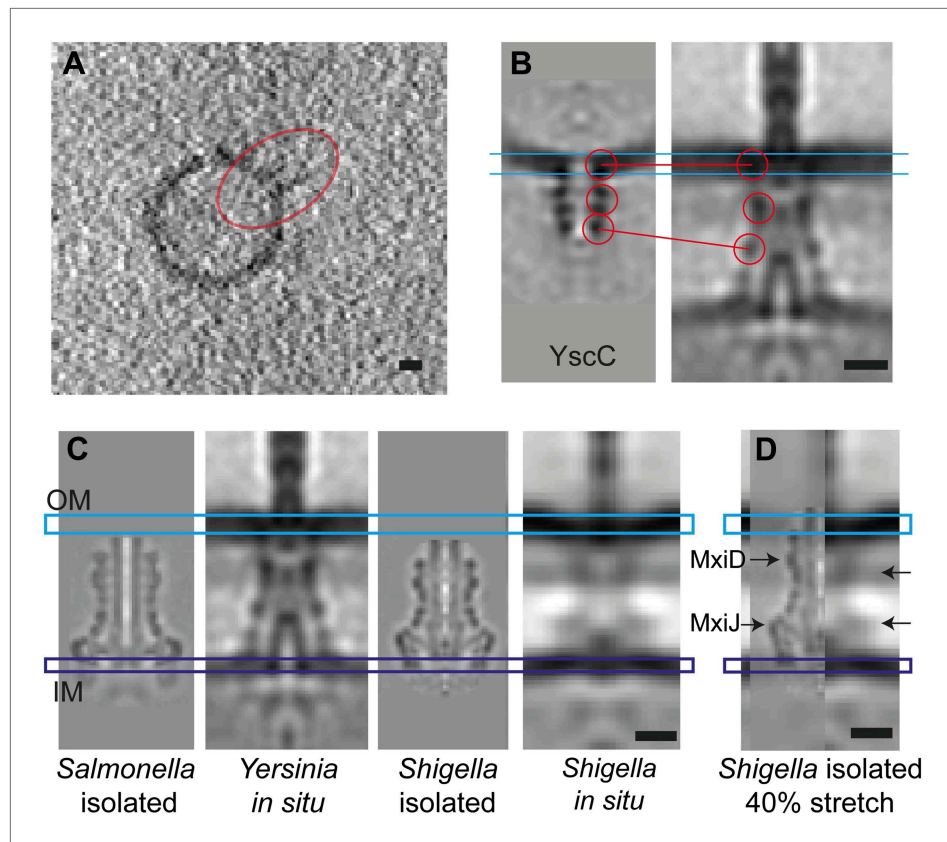 A
B
YscC
C
D
OM
MxiD
MxiJ
IM
Salmonella
isolated
Yersinia
in situ
Shigella
isolated
Shigella
in situ
Shigella isolated
40% stretch